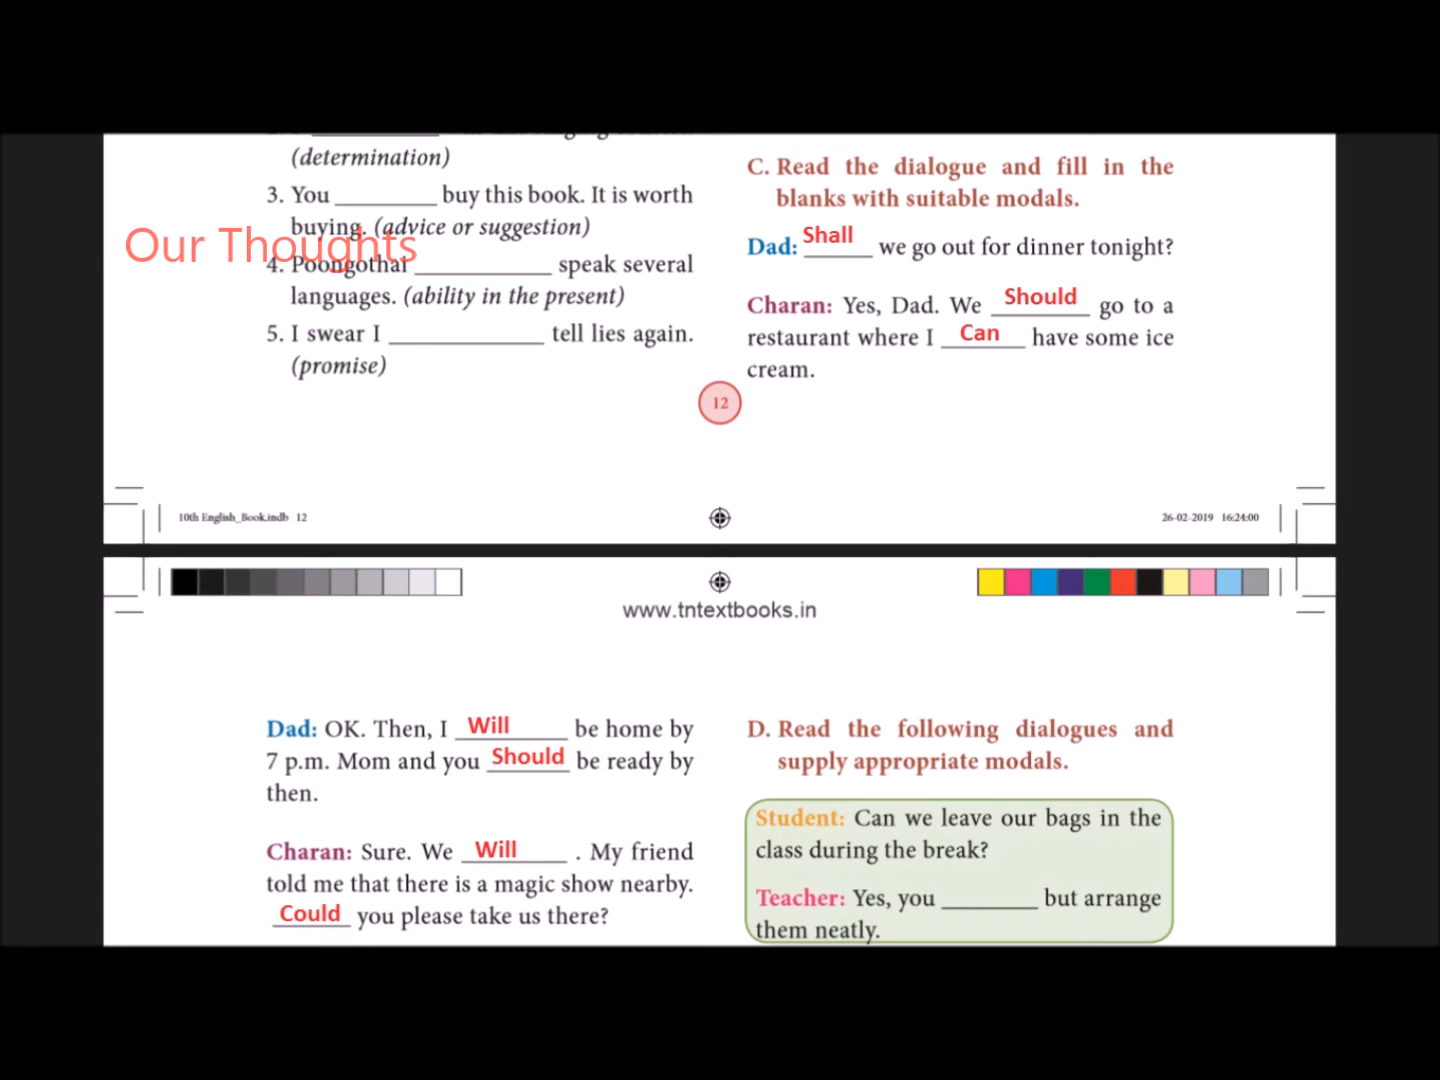 (determination)
3. You ________ buy this book. It is worth
buying. (advice or suggestion)
Our Thoughts
4. Poongothai ___________ speak several
languages. (ability in the present)
5. I swear I ____________ tell lies again.
(promise)
C. Read the dialogue and fill in the
blanks with suitable modals.
Dad: Shall we go out for dinner tonight?
Charan: Yes, Dad. We Should go to a
restaurant where I Can have some ice
cream.
12
10th English_Book.indb 12
26-02-2019 16:24:00
www.tntextbooks.in
Dad: OK. Then, I Will be home by
7 p.m. Mom and you Should be ready by
then.
Charan: Sure. We Will . My friend
told me that there is a magic show nearby.
Could you please take us there?
D. Read the following dialogues and
supply appropriate modals.
Student: Can we leave our bags in the
class during the break?
Teacher: Yes, you ________ but arrange
them neatly.